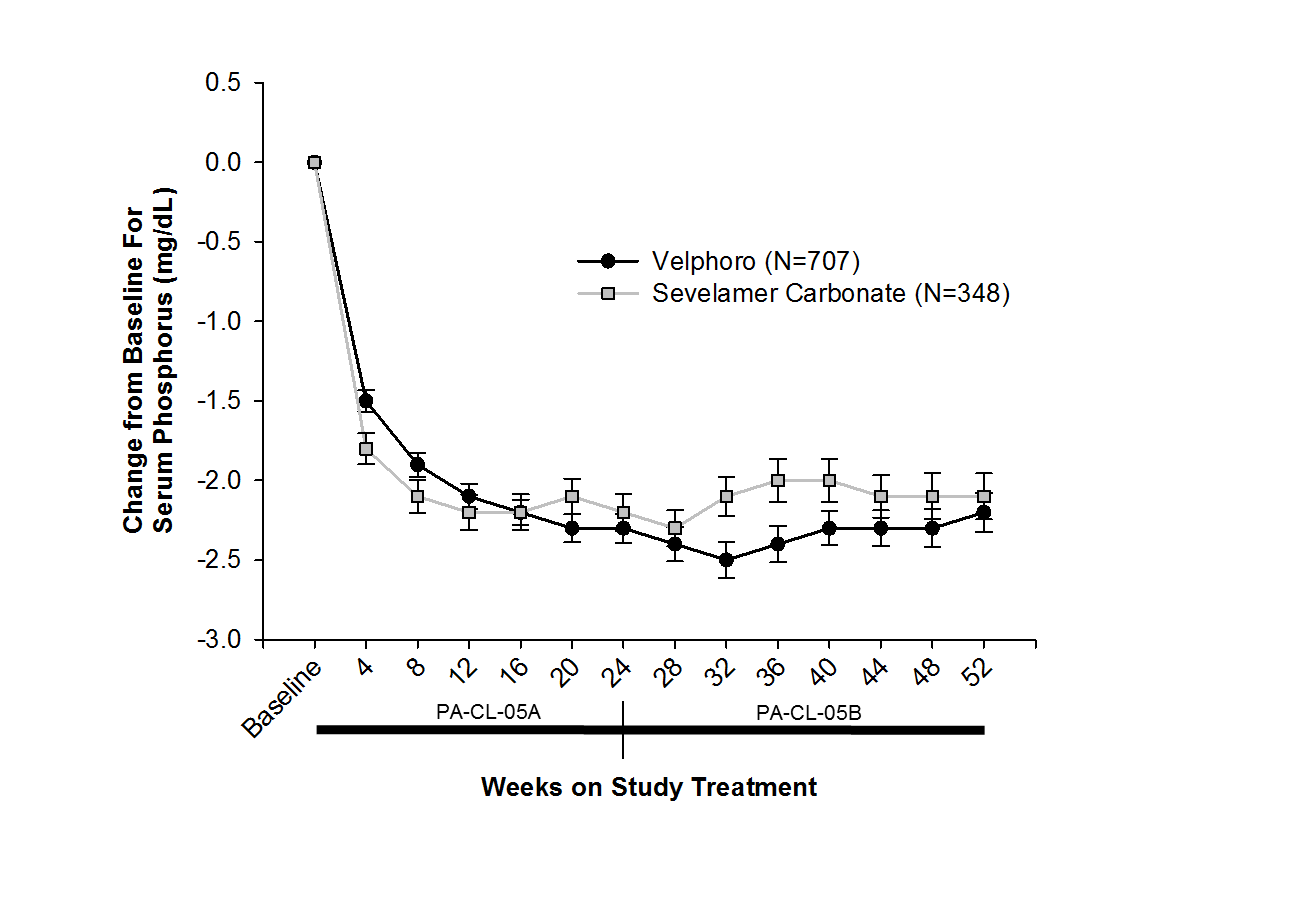 Change from Baseline For
Serum Phosphorus (mg/dL)
0.5
0.0
-0.5
-1.0
-1.5
-2.0
-2.5
-3.0
Velphoro (N=707)
Sevelamer Carbonate (N=348)
Baseline 4 8 12 16 20 24 28 32 36 40 44 48 52
PA-CL-05A PA-CL-05B
Weeks on Study Treatment